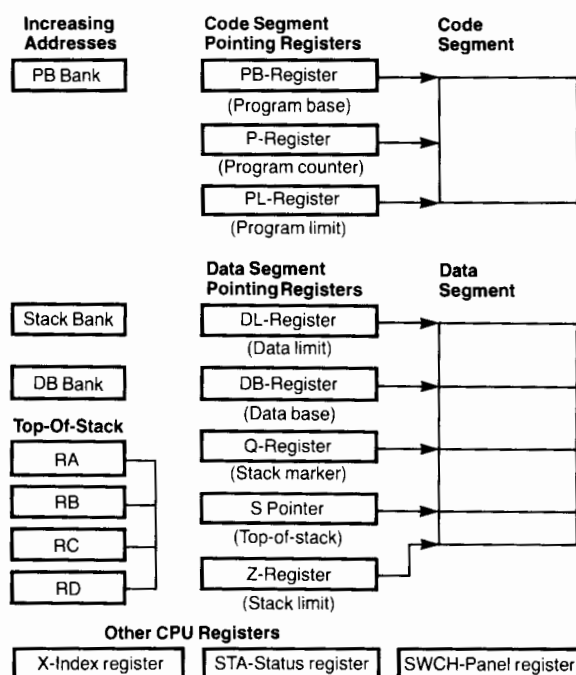 Increasing
Addresses
Code Segment
Pointing Registers
Code
Segment
PB Bank
PB-Register
(Program base)
P-Register
(Program counter)
PL-Register
(Program limit)
Data Segment
Pointing Registers
Data
Segment
Stack Bank
DL-Register
(Data limit)
DB Bank
DB-Register
(Data base)
Top-Of-Stack
RA
RB
RC
RD
Q-Register
(Stack marker)
S Pointer
(Top-of-stack)
Z-Register
(Stack limit)
Other CPU Registers
X-Index register
STA-Status register
SWCH-Panel register